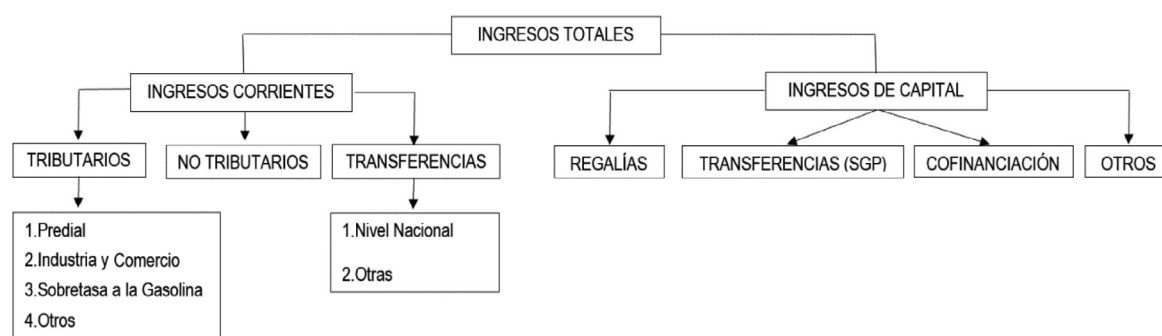 INGRESOS TOTALES
INGRESOS CORRIENTES
INGRESOS DE CAPITAL
TRIBUTARIOS
NO TRIBUTARIOS
TRANSFERENCIAS
REGALÍAS
TRANSFERENCIAS (SGP)
COFINANCIACIÓN
OTROS
1.Predial
2.Industria y Comercio
3.Sobretasa a la Gasolina
4.Otros
1.Nivel Nacional
2.Otras